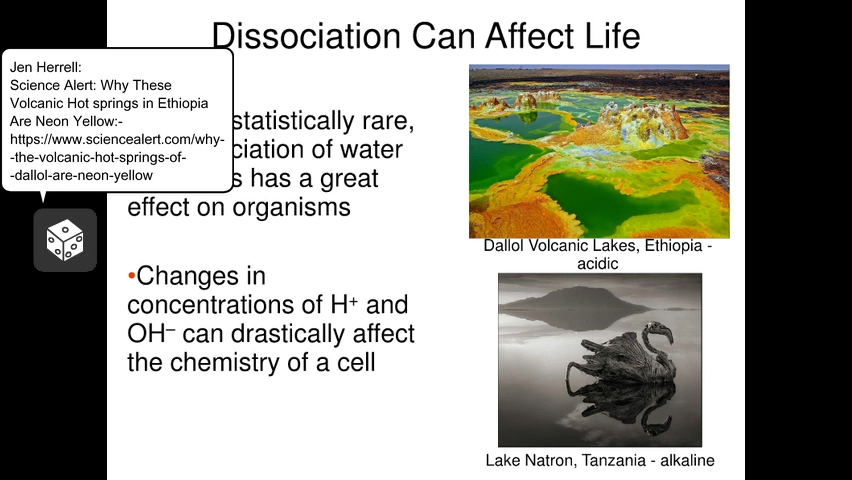 Dissociation Can Affect Life
Jen Herrell:
Science Alert: Why These
Volcanic Hot springs in Ethiopia
Are Neon Yellow:-
https://www.sciencealert.com/why-
-the-volcanic-hot-springs-of-
-dallol-are-neon-yellow
statistically rare,
of water
has a great
effect on organisms
•Changes in
concentrations of H⁺ and
OH⁻ can drastically affect
the chemistry of a cell
Dallol Volcanic Lakes, Ethiopia -
acidic
Lake Natron, Tanzania - alkaline